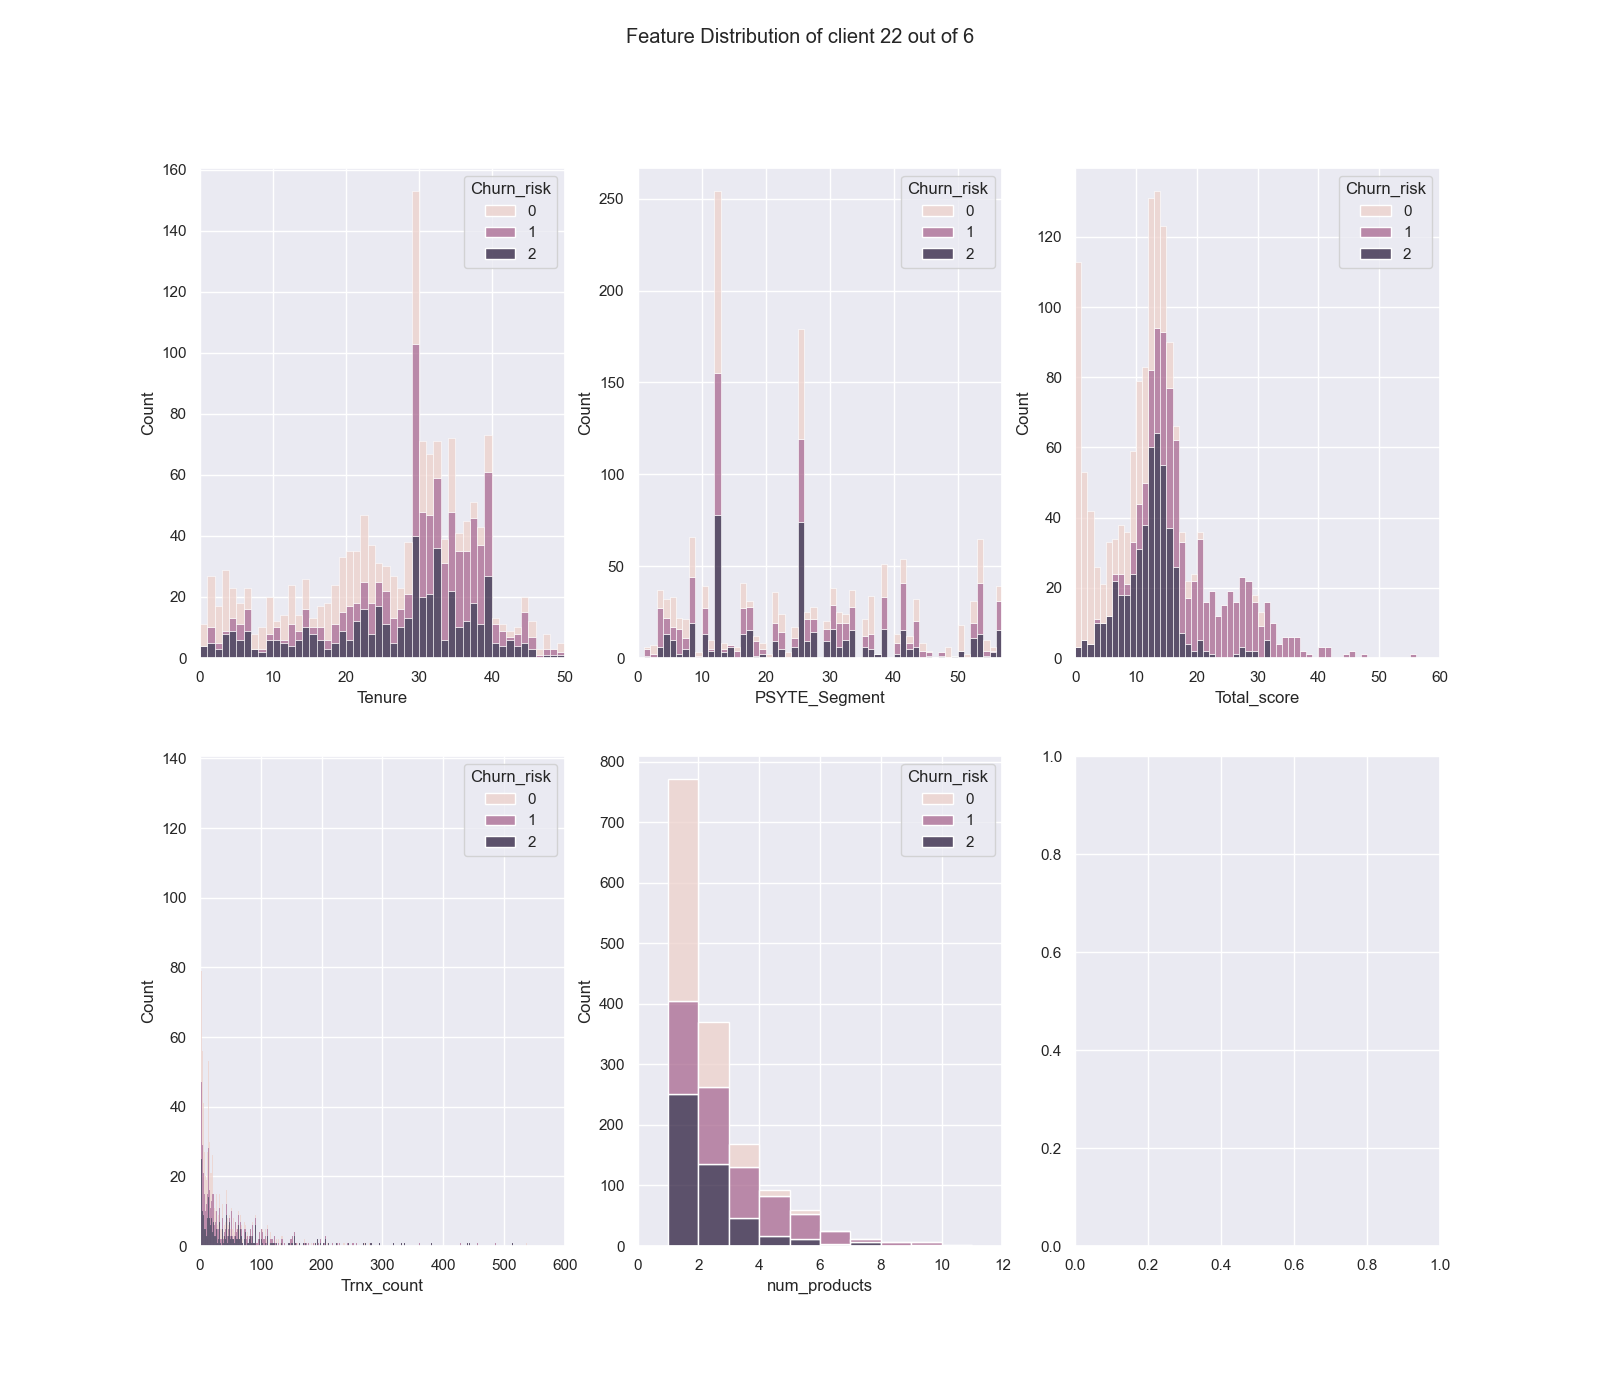 Feature Distribution of client 22 out of 6
160
140
120
100
80
60
40
20
0
Count
0 10 20 30 40 50
Tenure
Churn_risk
0
1
2
250
200
150
100
50
0
Count
0 10 20 30 40 50
PSYTE_Segment
Churn_risk
0
1
2
120
100
80
60
40
20
0
Count
0 10 20 30 40 50 60
Total_score
Churn_risk
0
1
2
140
120
100
80
60
40
20
0
Count
0 100 200 300 400 500 600
Trnx_count
Churn_risk
0
1
2
800
700
600
500
400
300
200
100
0
Count
0 2 4 6 8 10 12
num_products
Churn_risk
0
1
2
1.0
0.8
0.6
0.4
0.2
0.0
0.0 0.2 0.4 0.6 0.8 1.0